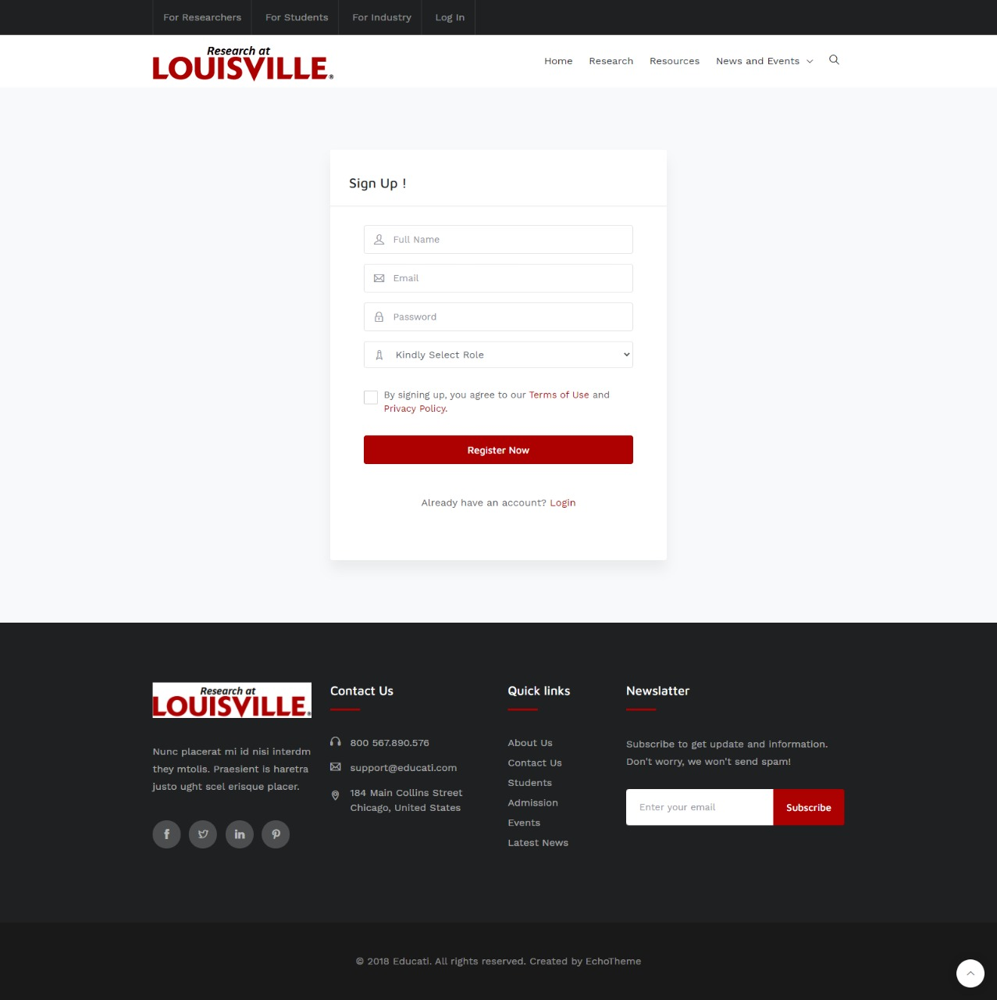 For Researchers
For Students
For Industry
Log In
Research at
LOUISVILLE®
Home
Research
Resources
News and Events
Sign Up !
Full Name
Email
Password
Kindly Select Role
By signing up, you agree to our Terms of Use and
Privacy Policy.
Register Now
Already have an account? Login
Research at
LOUISVILLE®
Nunc placerat mi id nisi interdm
they mtolis. Praesient is haretra
justo ught scel erisque placer.
Contact Us
800 567.890.576
support@educati.com
184 Main Collins Street
Chicago, United States
Quick links
About Us
Contact Us
Students
Admission
Events
Latest News
Newslatter
Subscribe to get update and information.
Don't worry, we won't send spam!
Enter your email
Subscribe
© 2018 Educati. All rights reserved. Created by EchoTheme